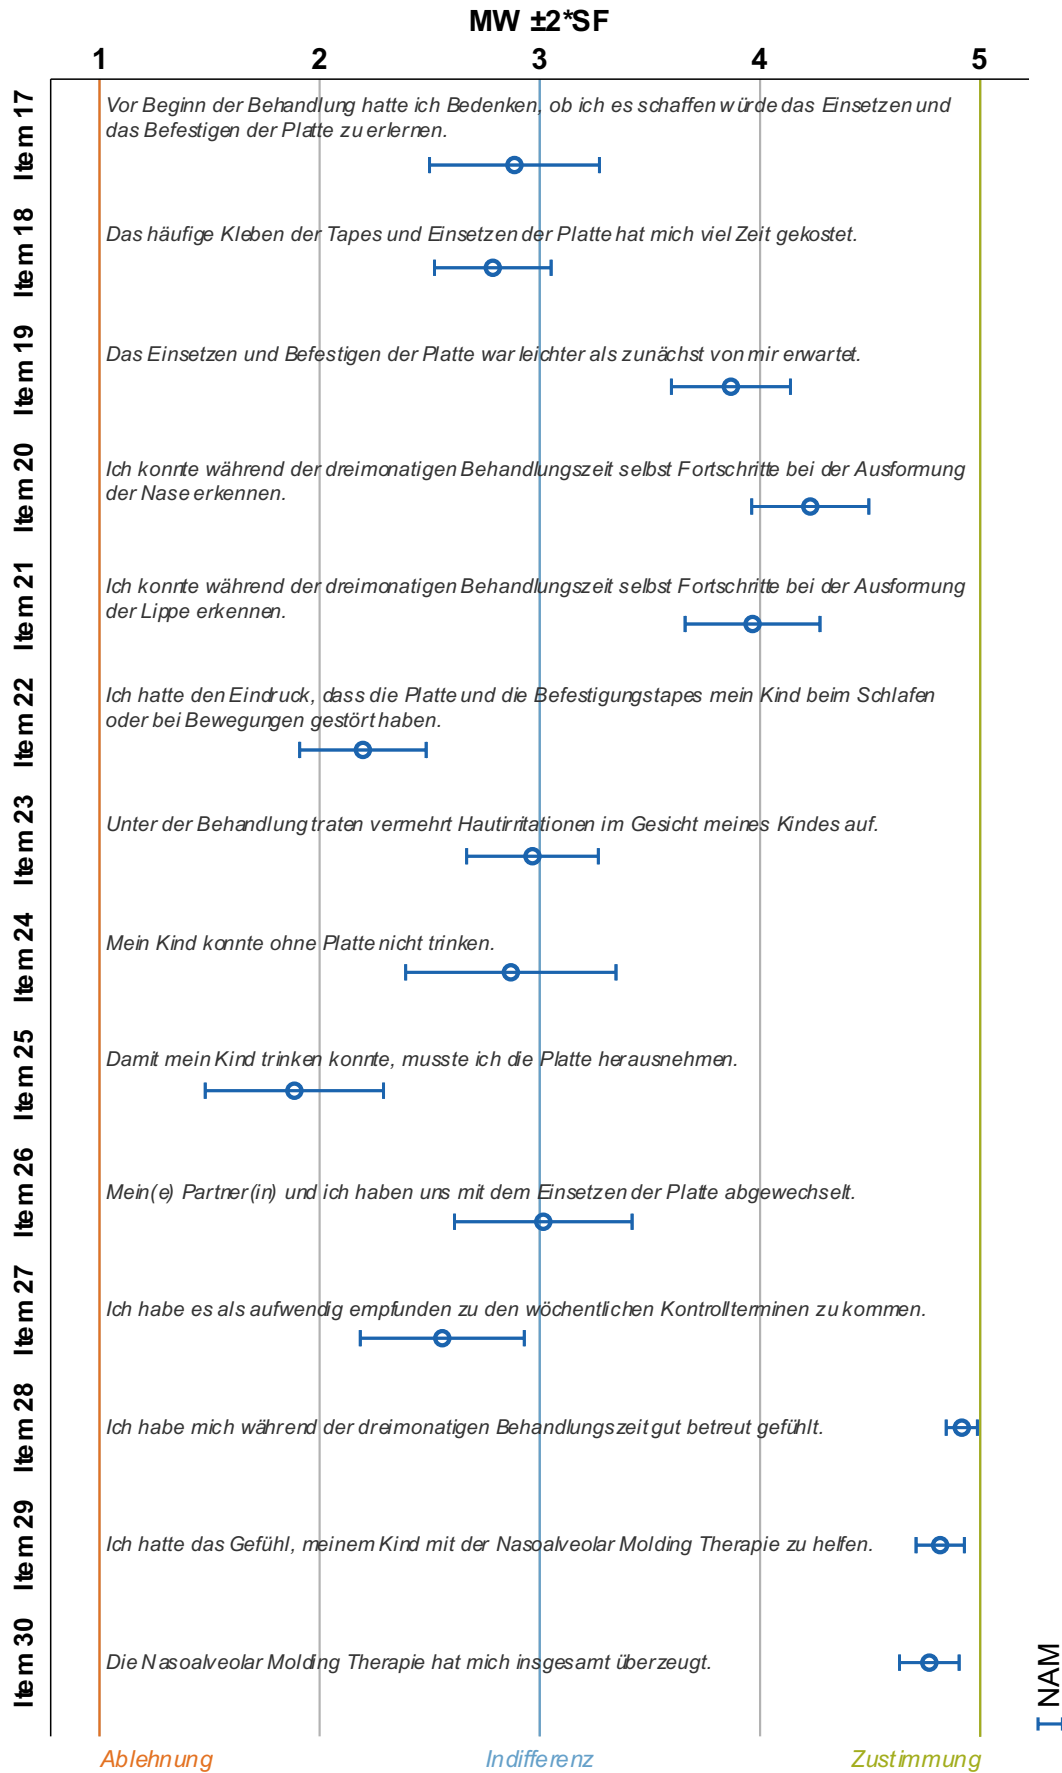 MW ±2*SF
1 2 3 4 5
Item 17
Vor Beginn der Behandlung hatte ich Bedenken, ob ich es schaffen würde das Einsetzen und
das Befestigen der Platte zu erlernen.
Item 18
Das häufige Kleben der Tapes und Einsetzen der Platte hat mich viel Zeit gekostet.
Item 19
Das Einsetzen und Befestigen der Platte war leichter als zunächst von mir erwartet.
Item 20
Ich konnte während der dreimonatigen Behandlungszeit selbst Fortschritte bei der Ausformung
der Nase erkennen.
Item 21
Ich konnte während der dreimonatigen Behandlungszeit selbst Fortschritte bei der Ausformung
der Lippe erkennen.
Item 22
Ich hatte den Eindruck, dass die Platte und die Befestigungstapes mein Kind beim Schlafen
oder bei Bewegungen gestört haben.
Item 23
Unter der Behandlung traten vermehrt Hautirritationen im Gesicht meines Kindes auf.
Item 24
Mein Kind konnte ohne Platte nicht trinken.
Item 25
Damit mein Kind trinken konnte, musste ich die Platte herausnehmen.
Item 26
Mein(e) Partner(in) und ich haben uns mit dem Einsetzen der Platte abgewechselt.
Item 27
Ich habe es als aufwendig empfunden zu den wöchentlichen Kontrollterminen zu kommen.
Item 28
Ich habe mich während der dreimonatigen Behandlungszeit gut betreut gefühlt.
Item 29
Ich hatte das Gefühl, meinem Kind mit der Nasoalveolar Molding Therapie zu helfen.
Item 30
Die Nasoalveolar Molding Therapie hat mich insgesamt überzeugt.
NAM
Ablehnung Indifferenz Zustimmung